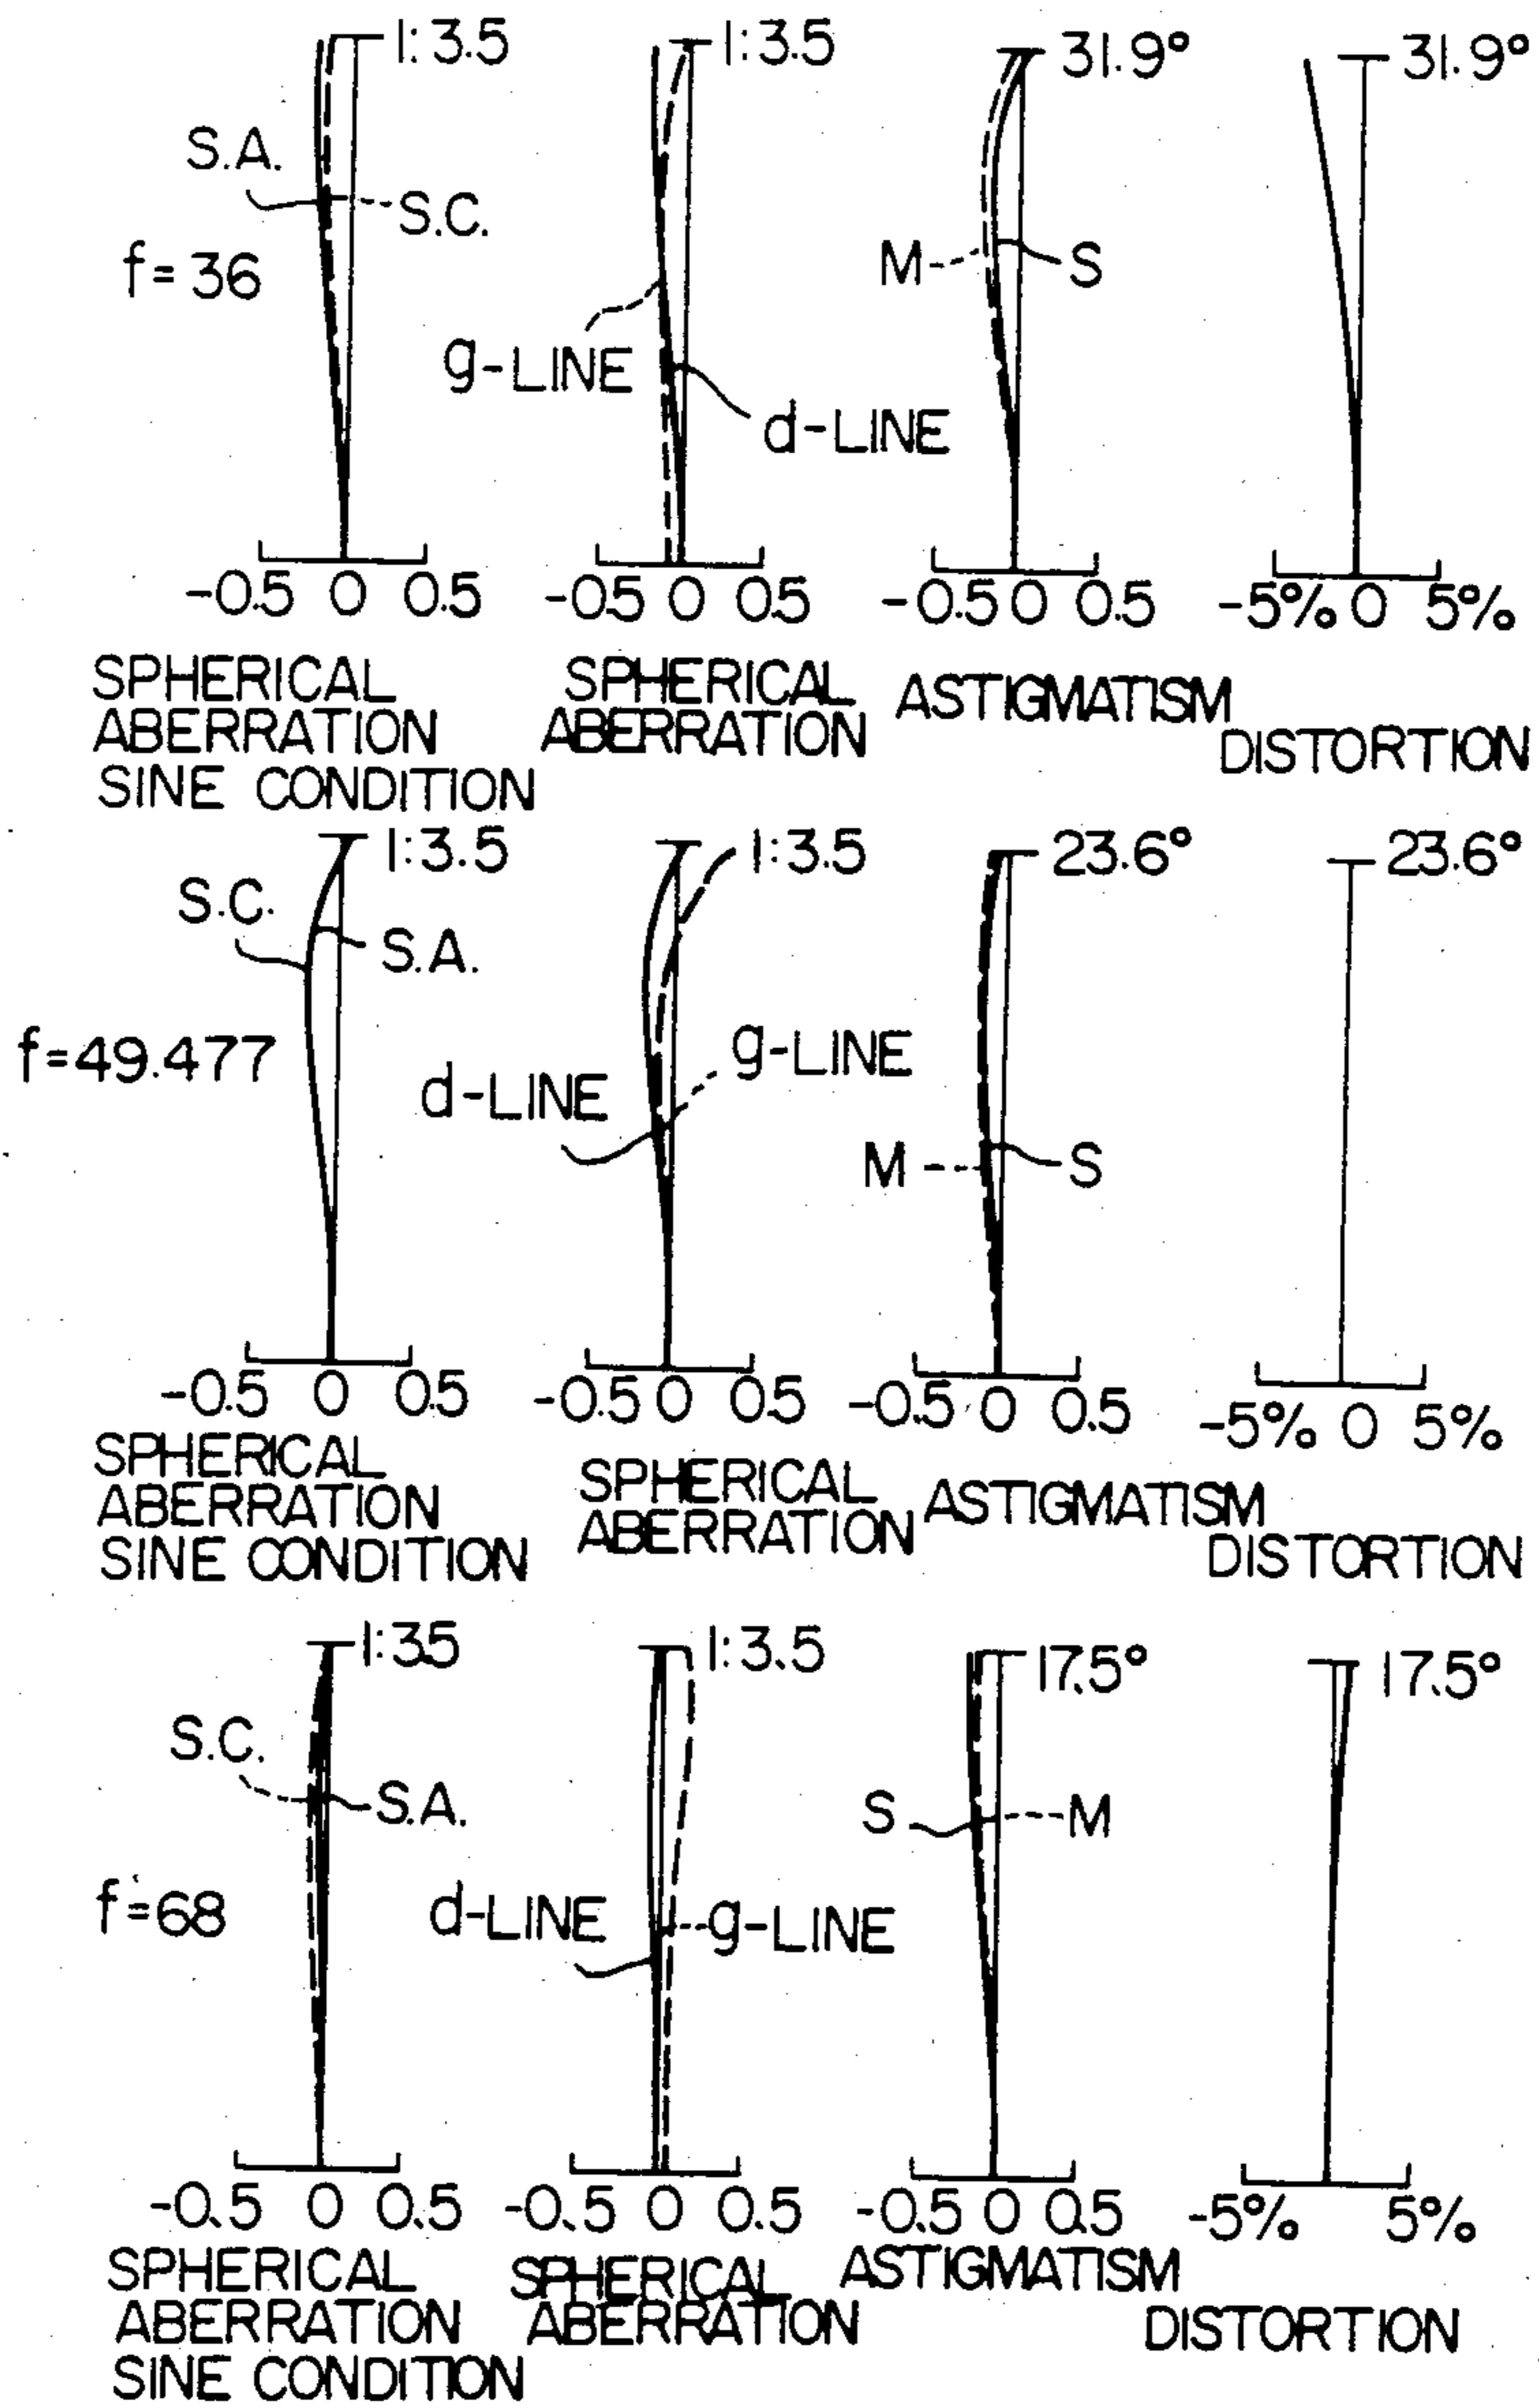 1:3.5
1:3.5
31.9°
31.9°
S.A.
S.C.
f=36
M
S
g-LINE
d-LINE
-0.5 0 0.5
-0.5 0 0.5
-0.5 0 0.5
-5% 0 5%
SPHERICAL
ABERRATION
SINE CONDITION
SPHERICAL
ABERRATION
ASTIGMATISM
DISTORTION
1:3.5
1:3.5
23.6°
23.6°
S.C.
S.A.
f=49.477
g-LINE
d-LINE
M
S
-0.5 0 0.5
-0.5 0 0.5
-0.5 0 0.5
-5% 0 5%
SPHERICAL
ABERRATION
SINE CONDITION
SPHERICAL
ABERRATION
ASTIGMATISM
DISTORTION
1:3.5
1:3.5
17.5°
17.5°
S.C.
S.A.
S
M
f=68
d-LINE
g-LINE
-0.5 0 0.5
-0.5 0 0.5
-0.5 0 0.5
-5% 5%
SPHERICAL
ABERRATION
SINE CONDITION
SPHERICAL
ABERRATION
ASTIGMATISM
DISTORTION